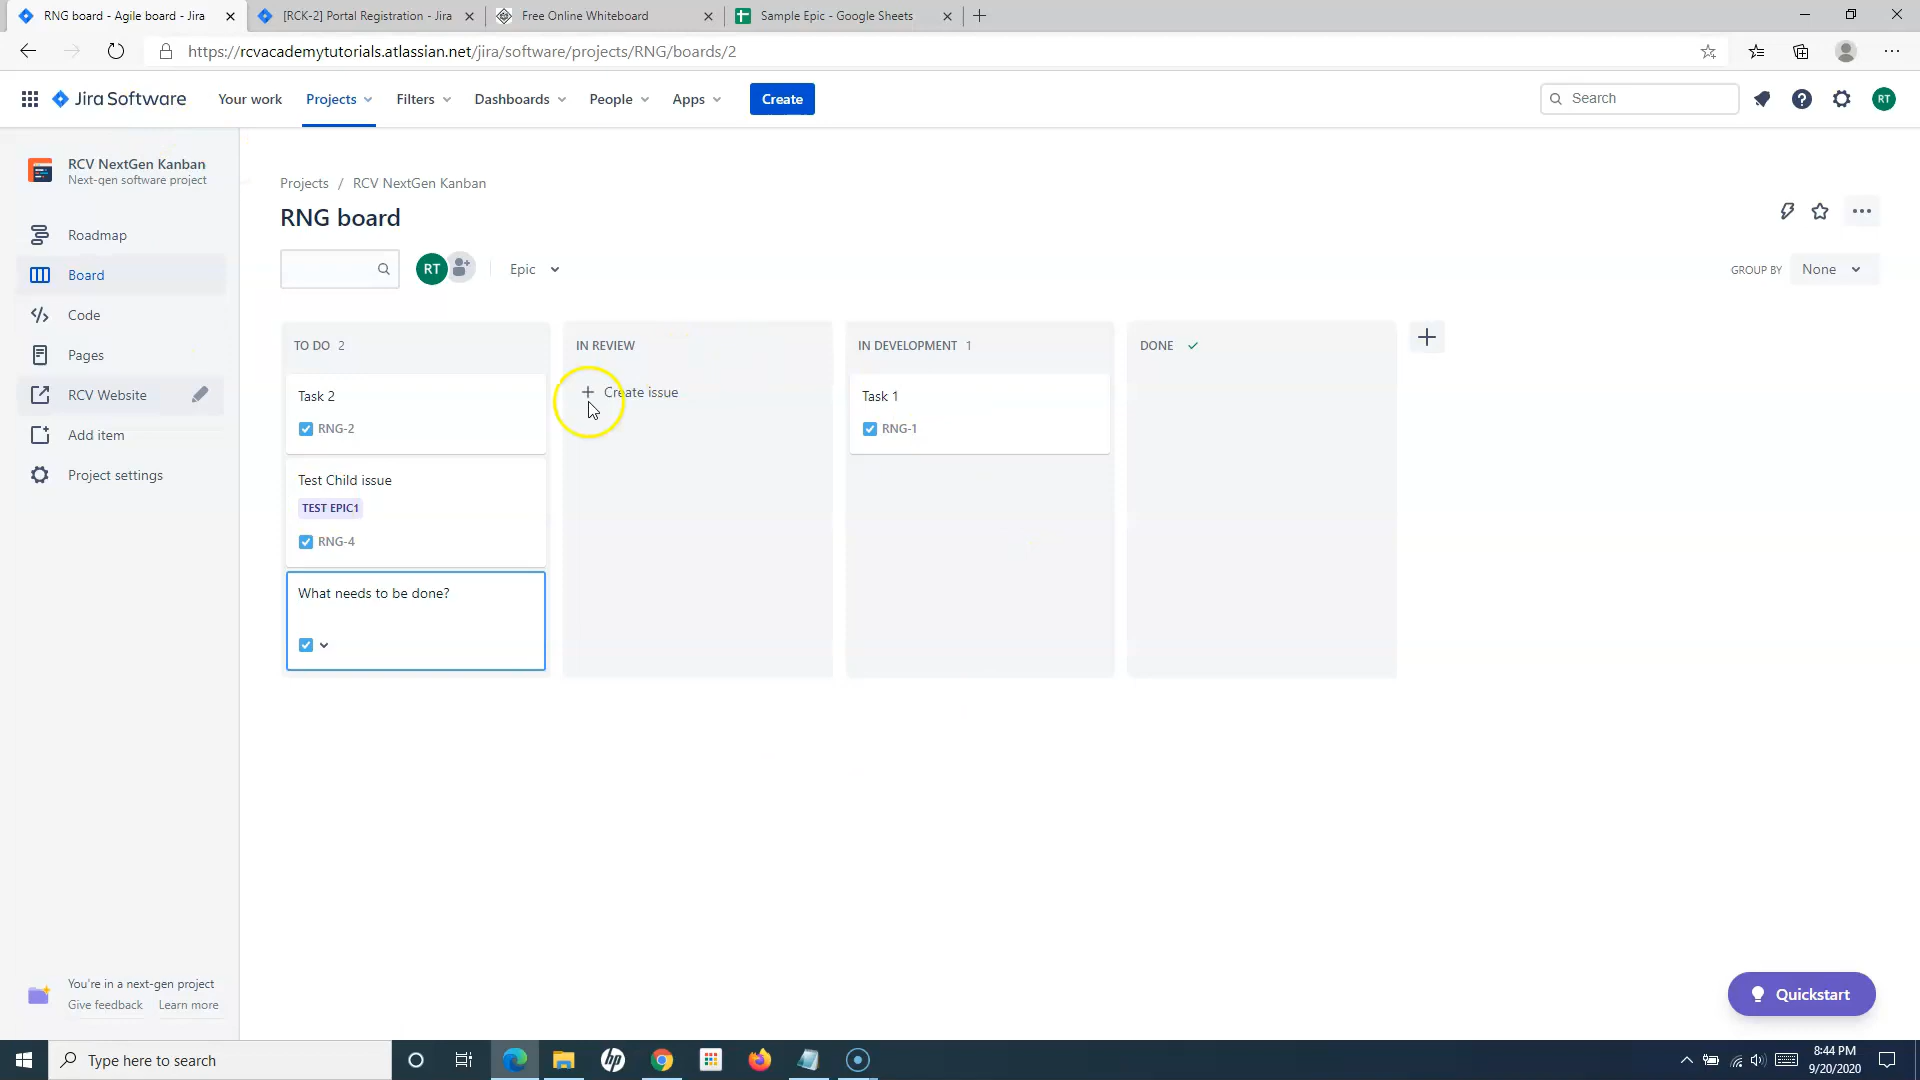 RNG board - Agile board - Jira
[RCK-2] Portal Registration - Jira
Free Online Whiteboard
Sample Epic - Google Sheets
https://rcvacademytutorials.atlassian.net/jira/software/projects/RNG/boards/2
Jira Software
Your work
Projects
Filters
Dashboards
People
Apps
Create
Search
RT
RCV NextGen Kanban
Next-gen software project
Roadmap
Board
Code
Pages
RCV Website
Add item
Project settings
Projects / RCV NextGen Kanban
RNG board
RT
Epic
GROUP BY
None
TO DO 2
Task 2
RNG-2
Test Child issue
TEST EPIC1
RNG-4
What needs to be done?
IN REVIEW
Create issue
IN DEVELOPMENT 1
Task 1
RNG-1
DONE
You're in a next-gen project
Give feedback Learn more
Quickstart
Type here to search
hp
8:44 PM
9/20/2020